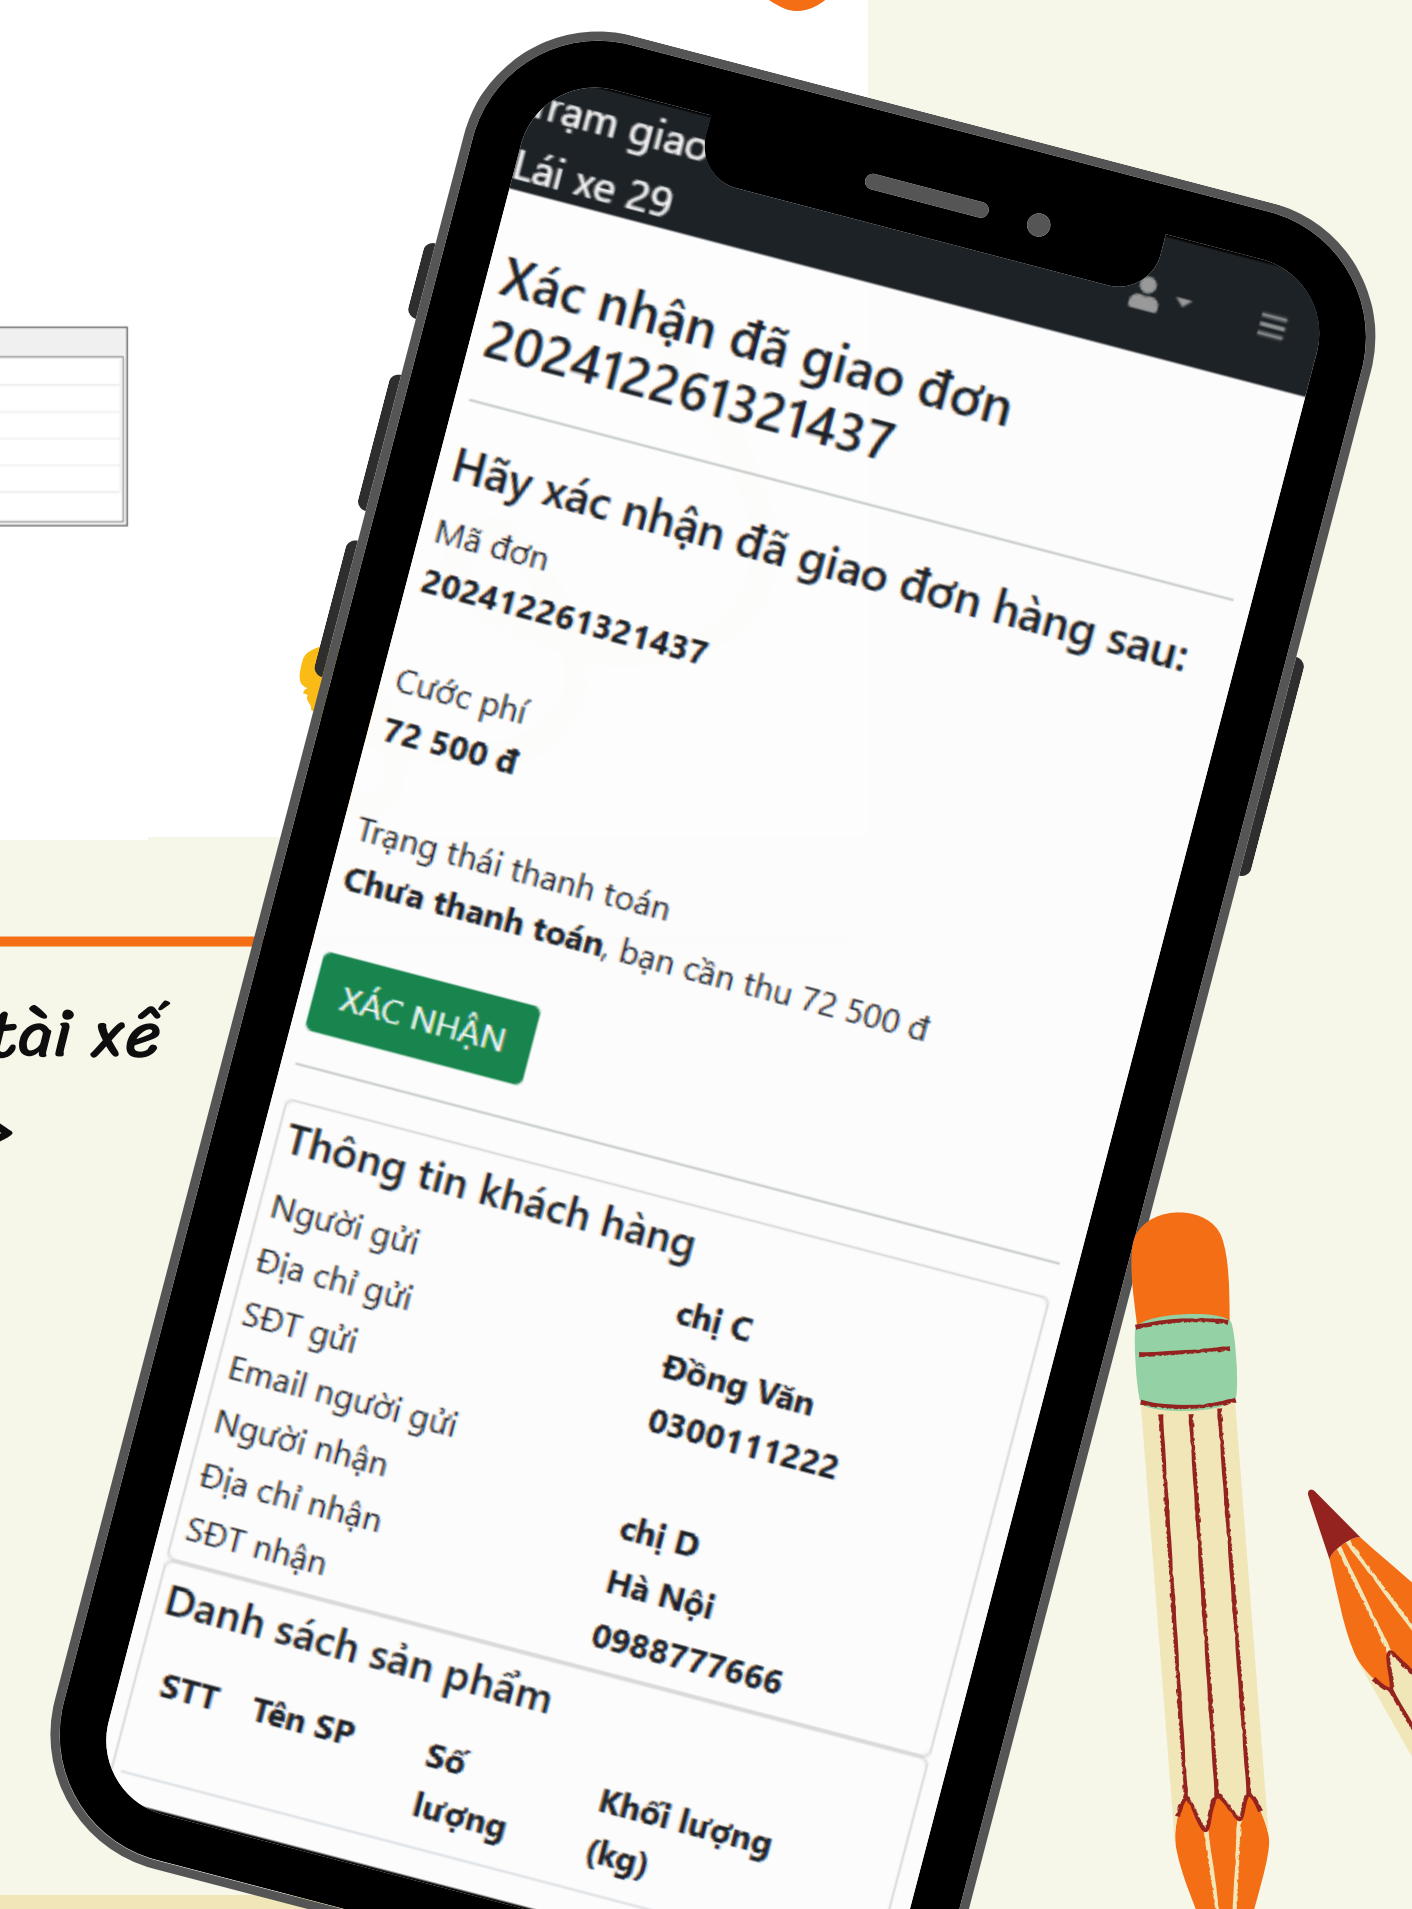 giao
Lái xe 29
Xác nhận đã giao đơn
202412261321437
Hãy xác nhận đã giao đơn hàng sau:
Mã đơn
202412261321437
Cước phí
72 500 đ
Trạng thái thanh toán
Chưa thanh toán, bạn cần thu 72 500 đ
XÁC NHẬN
Thông tin khách hàng
Người gửi chị C
Địa chỉ gửi Đồng Văn
SĐT gửi 0300111222
Email người gửi
Người nhận chị D
Địa chỉ nhận Hà Nội
SĐT nhận 0988777666
Danh sách sản phẩm
STT Tên SP Số lượng Khối lượng (kg)
tài xế